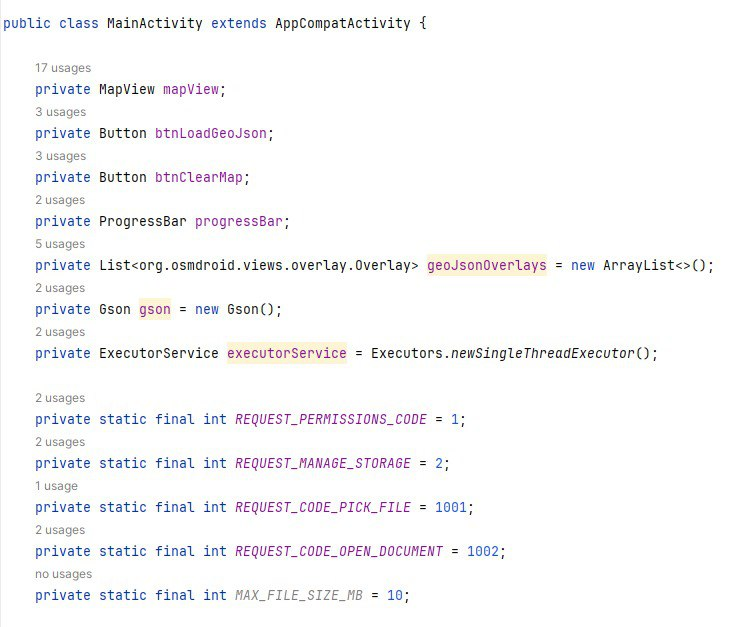 public class MainActivity extends AppCompatActivity {
17 usages
private MapView mapView;
3 usages
private Button btnLoadGeoJson;
3 usages
private Button btnClearMap;
2 usages
private ProgressBar progressBar;
5 usages
private List<org.osmdroid.views.overlay.Overlay> geoJsonOverlays = new ArrayList<>();
2 usages
private Gson gson = new Gson();
2 usages
private ExecutorService executorService = Executors.newSingleThreadExecutor();
2 usages
private static final int REQUEST_PERMISSIONS_CODE = 1;
2 usages
private static final int REQUEST_MANAGE_STORAGE = 2;
1 usage
private static final int REQUEST_CODE_PICK_FILE = 1001;
2 usages
private static final int REQUEST_CODE_OPEN_DOCUMENT = 1002;
no usages
private static final int MAX_FILE_SIZE_MB = 10;